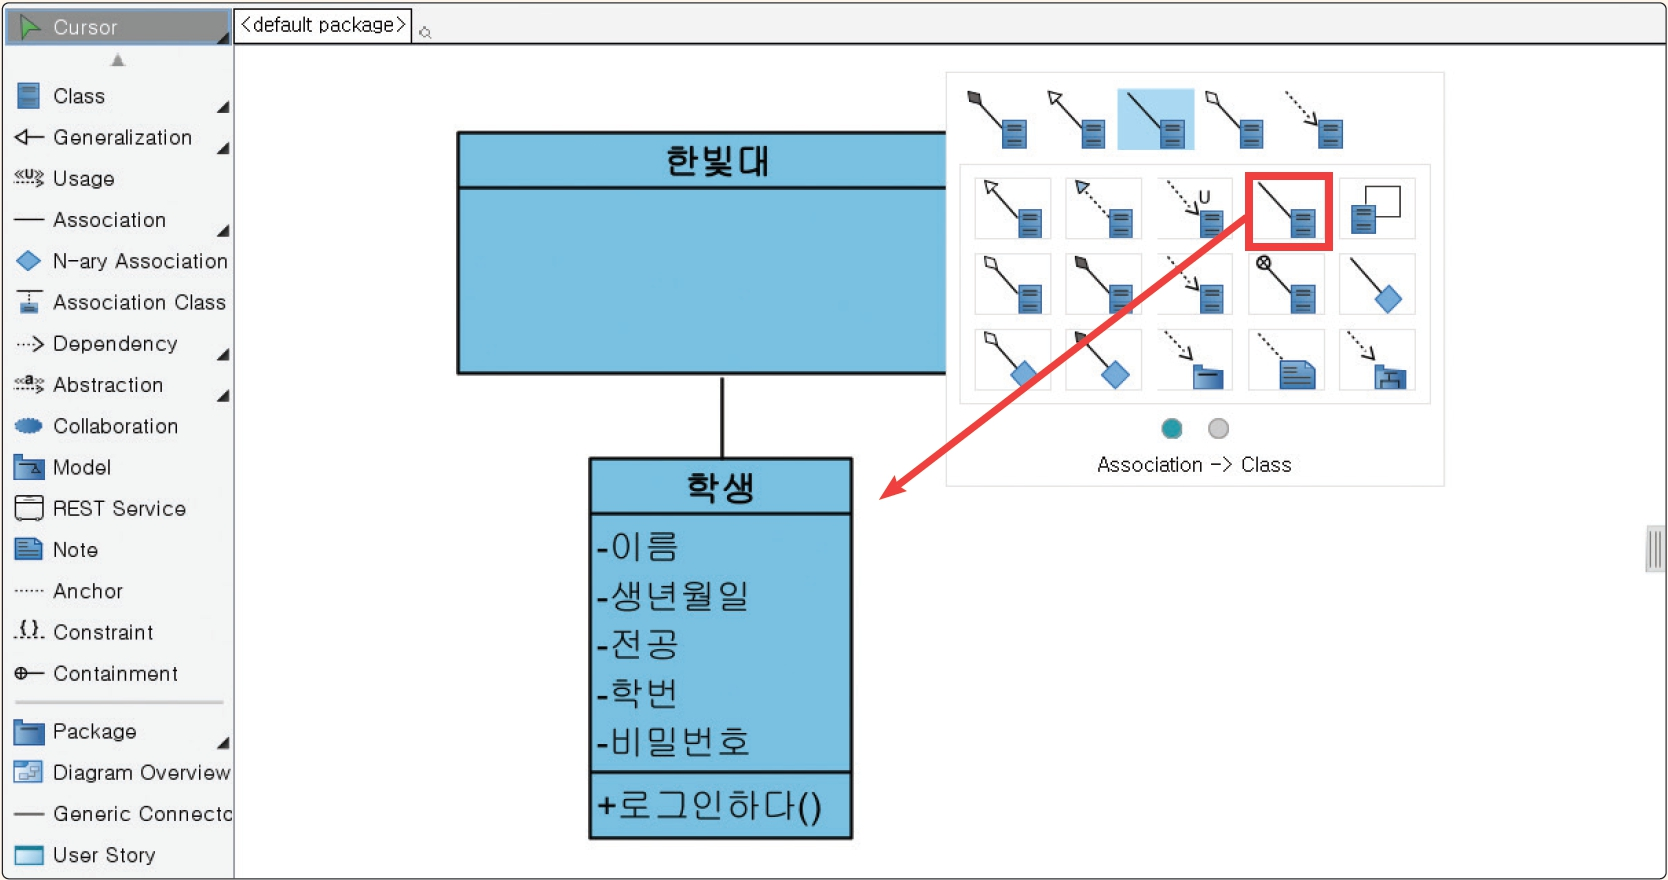 Cursor
<default package>
Class
Generalization
Usage
Association
N-ary Association
Association Class
Dependency
Abstraction
Collaboration
Model
REST Service
Note
Anchor
Constraint
Containment
Package
Diagram Overview
Generic Connecto
User Story
한빛대
학생
-이름
-생년월일
-전공
-학번
-비밀번호
+로그인하다()
U
Association -> Class